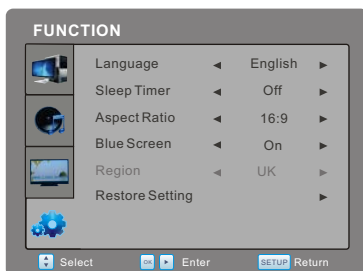 FUNCTION
Language ◄ English ►
Sleep Timer ◄ Off ►
Aspect Ratio ◄ 16:9 ►
Blue Screen ◄ On ►
Region ◄ UK ►
Restore Setting ►
Select OK Enter SETUP Return